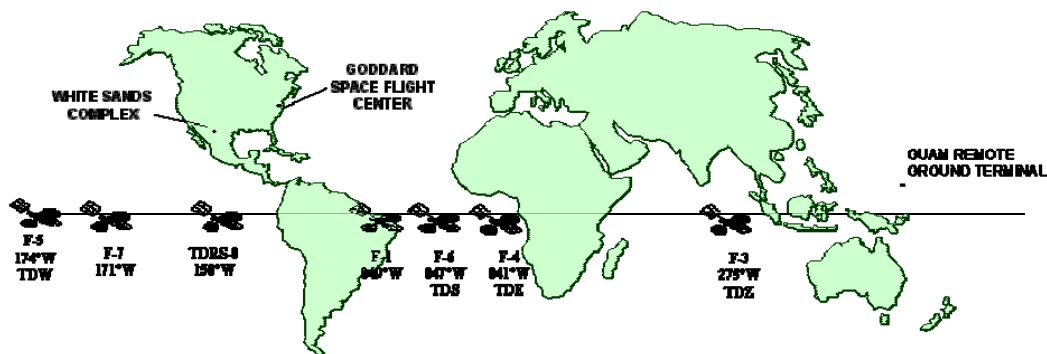 GODDARD
SPACE FLIGHT
CENTER
WHITE SANDS
COMPLEX
GUAM REMOTE
GROUND TERMINAL
F-5
174°W
TDW
F-7
171°W
TDRS-8
150°W
F-1
F-6
047°W
TDS
F-4
041°W
TDE
F-3
275°W
TDZ